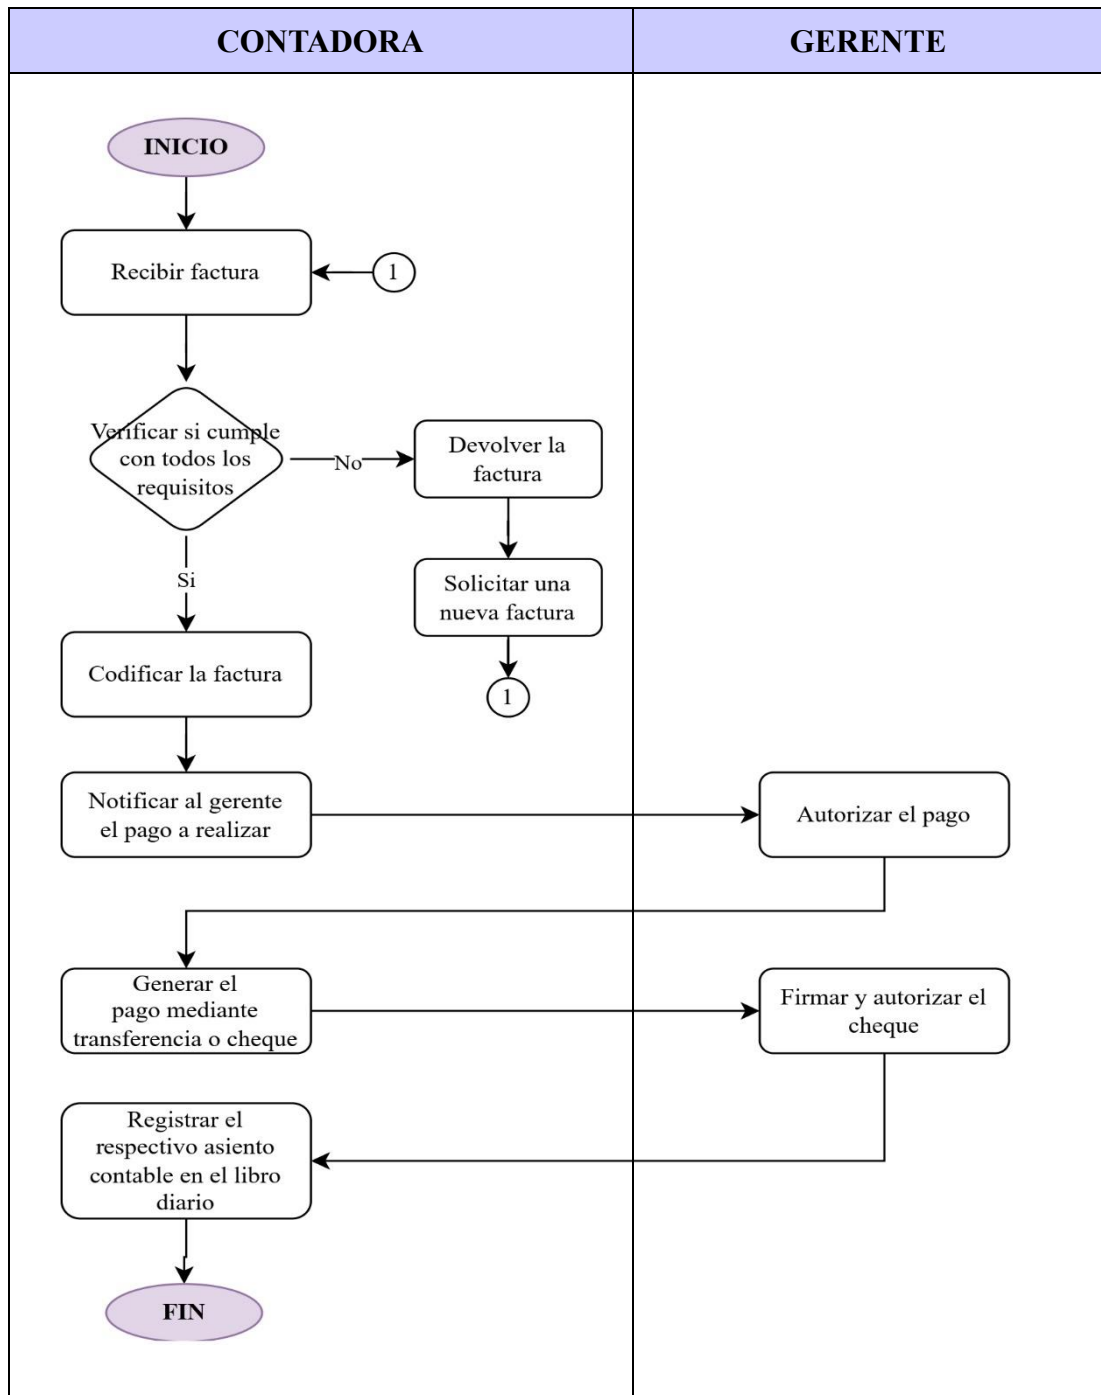 CONTADORA
GERENTE
INICIO
Recibir factura
1
Verificar si cumple
con todos los
requisitos
No
Devolver la
factura
Si
Solicitar una
nueva factura
1
Codificar la factura
Notificar al gerente
el pago a realizar
Autorizar el pago
Generar el
pago mediante
transferencia o cheque
Firmar y autorizar el
cheque
Registrar el
respectivo asiento
contable en el libro
diario
FIN